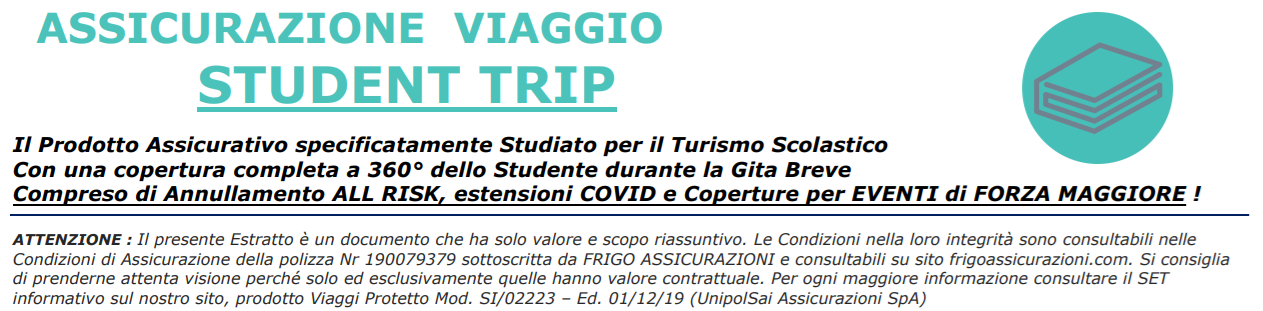 ASSICURAZIONE VIAGGIO
STUDENT TRIP
Il Prodotto Assicurativo specificatamente Studiato per il Turismo Scolastico
Con una copertura completa a 360° dello Studente durante la Gita Breve
Compreso di Annullamento ALL RISK, estensioni COVID e Coperture per EVENTI di FORZA MAGGIORE !
ATTENZIONE : Il presente Estratto è un documento che ha solo valore e scopo riassuntivo. Le Condizioni nella loro integrità sono consultabili nelle
Condizioni di Assicurazione della polizza Nr 190079379 sottoscritta da FRIGO ASSICURAZIONI e consultabili su sito frigoassicurazioni.com. Si consiglia
di prenderne attenta visione perché solo ed esclusivamente quelle hanno valore contrattuale. Per ogni maggiore informazione consultare il SET
informativo sul nostro sito, prodotto Viaggi Protetto Mod. SI/02223 – Ed. 01/12/19 (UnipolSai Assicurazioni SpA)